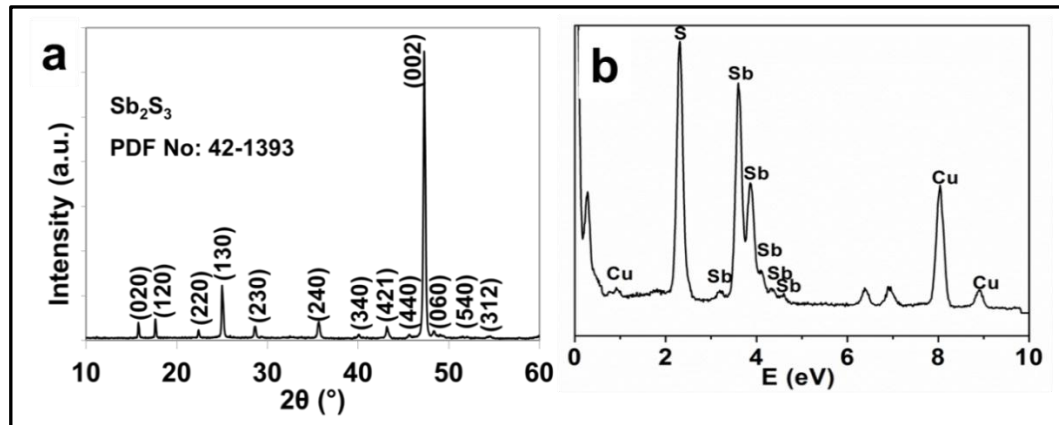 a
Intensity (a.u.)
Sb₂S₃
PDF No: 42-1393
(020)
(120)
(220)
(130)
(230)
(240)
(340)
(421)
(440)
(002)
(060)
(540)
(312)
10 20 30 40 50 60
2θ (°)
b
S
Sb
Sb
Sb
Sb
Sb
Sb
Cu
Cu
Cu
0 2 4 6 8 10
E (eV)